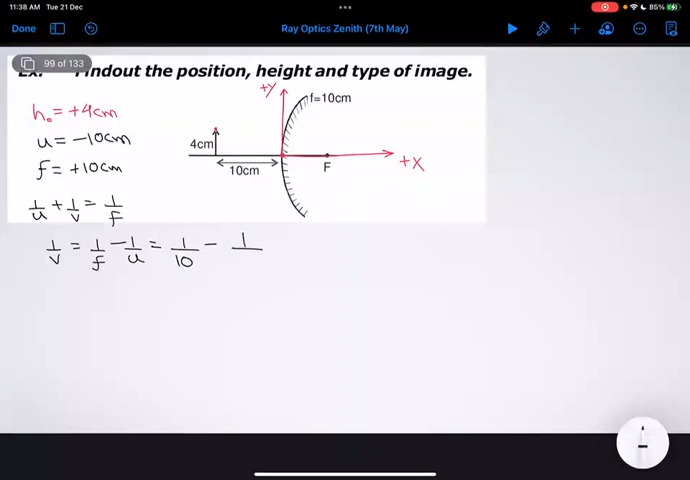 11:38 AM Tue 21 Dec
85%
Done
Ray Optics Zenith (7th May)
99 of 133
Ex. Findout the position, height and type of image.
h₀ = +4cm
u = -10cm
f = +10cm
1/u + 1/v = 1/f
1/v = 1/f - 1/u = 1/10 - 1/
+Y
f=10cm
4cm
10cm
F
+X